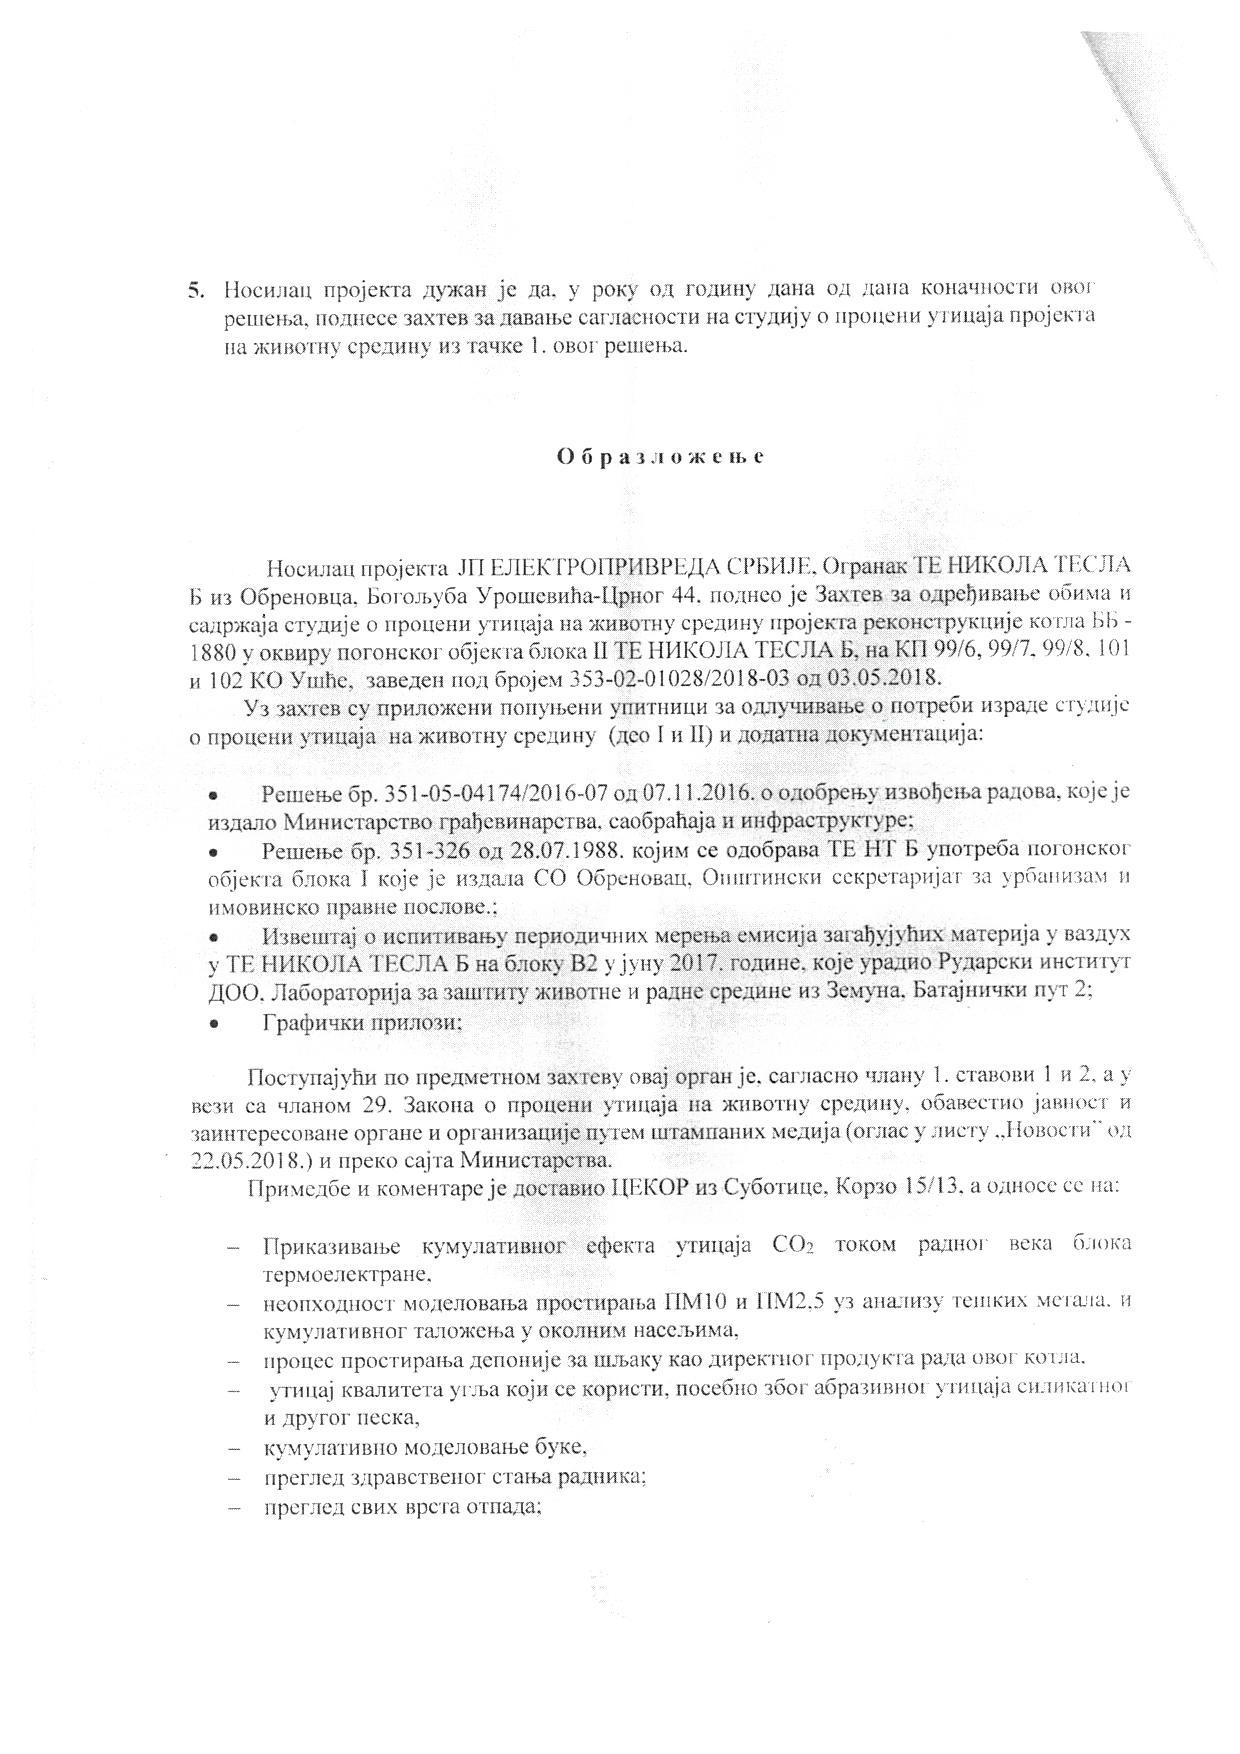 5. Носилац пројекта дужан је да, у року од годину дана од дана коначности овог
решења, поднесе захтев за давање сагласности на студију о процени утицаја пројекта
на животну средину из тачке 1. овог решења.
О б р а з л о ж е њ е
Носилац пројекта ЈП ЕЛЕКТРОПРИВРЕДА СРБИЈЕ, Огранак ТЕ НИКОЛА ТЕСЛА
Б из Обреновца, Богољуба Урошевића-Црног 44. поднео је Захтев за одређивање обима и
садржаја студије о процени утицаја на животну средину пројекта реконструкције котла ББ -
1880 у оквиру погонског објекта блока II ТЕ НИКОЛА ТЕСЛА Б, на КП 99/6, 99/7, 99/8, 101
и 102 КО Ушће, заведен под бројем 353-02-01028/2018-03 од 03.05.2018.
Уз захтев су приложени попуњени упитници за одлучивање о потреби израде студије
о процени утицаја на животну средину (део I и II) и додатна документација:
• Решење бр. 351-05-04174/2016-07 од 07.11.2016. о одобрењу извођења радова, које је
издало Министарство грађевинарства, саобраћаја и инфраструктуре;
• Решење бр. 351-326 од 28.07.1988. којим се одобрава ТЕ НТ Б употреба погонског
објекта блока I које је издала СО Обреновац, Општински секретаријат за урбанизам и
имовинско правне послове.;
• Извештај о испитивању периодичних мерења емисија загађујућих материја у ваздух
у ТЕ НИКОЛА ТЕСЛА Б на блоку В2 у јуну 2017. године, које урадио Рударски институт
ДОО, Лабораторија за заштиту животне и радне средине из Земуна, Батајнички пут 2;
• Графички прилози;
Поступајући по предметном захтеву овај орган је, сагласно члану 1. ставови 1 и 2, а у
вези са чланом 29. Закона о процени утицаја на животну средину, обавестио јавност и
заинтересоване органе и организације путем штампаних медија (оглас у листу „Новости" од
22.05.2018.) и преко сајта Министарства.
Примедбе и коментаре је доставио ЦЕКОР из Суботице, Корзо 15/13, а односе се на:
– Приказивање кумулативног ефекта утицаја CO₂ током радног века блока
термоелектране,
– неопходност моделовања простирања ПМ10 и ПМ2,5 уз анализу тешких метала, и
кумулативног таложења у околним насељима,
– процес простирања депоније за шљаку као директног продукта рада овог котла,
– утицај квалитета угља који се користи, посебно због абразивног утицаја силикатног
и другог песка,
– кумулативно моделовање буке,
– преглед здравственог стања радника;
– преглед свих врста отпада;